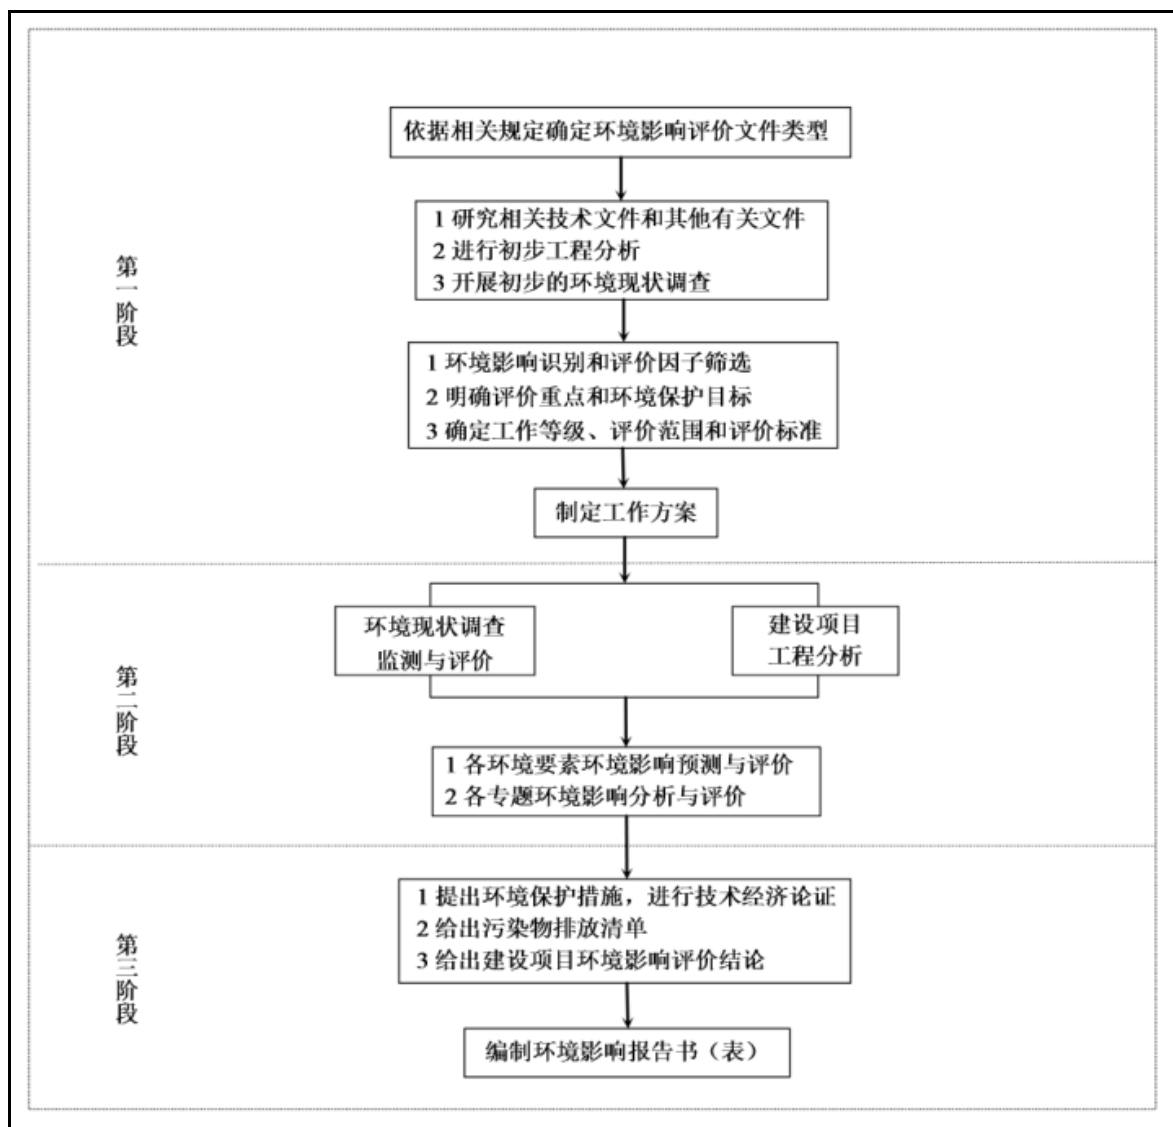 依据相关规定确定环境影响评价文件类型
1 研究相关技术文件和其他有关文件
2 进行初步工程分析
3 开展初步的环境现状调查
第一阶段
1 环境影响识别和评价因子筛选
2 明确评价重点和环境保护目标
3 确定工作等级、评价范围和评价标准
制定工作方案
环境现状调查
监测与评价
建设项目
工程分析
第二阶段
1 各环境要素环境影响预测与评价
2 各专题环境影响分析与评价
1 提出环境保护措施，进行技术经济论证
2 给出污染物排放清单
3 给出建设项目环境影响评价结论
第三阶段
编制环境影响报告书（表）